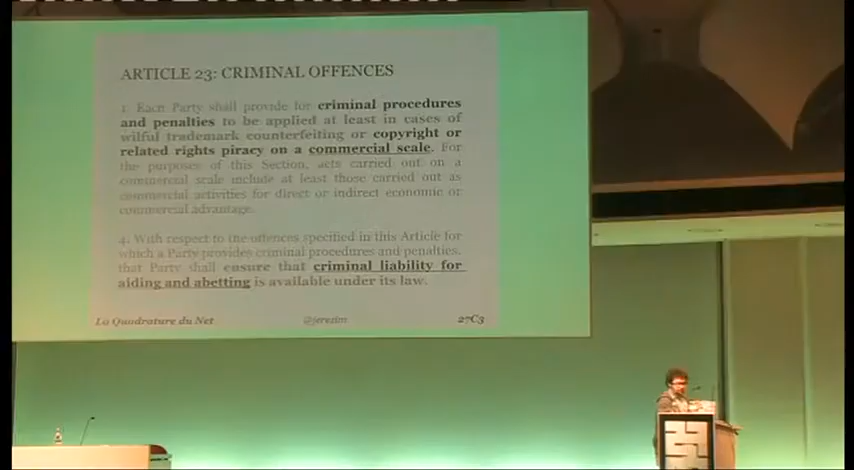 ARTICLE 23: CRIMINAL OFFENCES
1. Each Party shall provide for criminal procedures
and penalties to be applied at least in cases of
wilful trademark counterfeiting or copyright or
related rights piracy on a commercial scale. For
the purposes of this Section, acts carried out on a
commercial scale include at least those carried out as
commercial activities for direct or indirect economic or
commercial advantage.
4. With respect to the offences specified in this Article for
which a Party provides criminal procedures and penalties,
that Party shall ensure that criminal liability for
aiding and abetting is available under its law.
La Quadrature du Net @jerezim 27C3